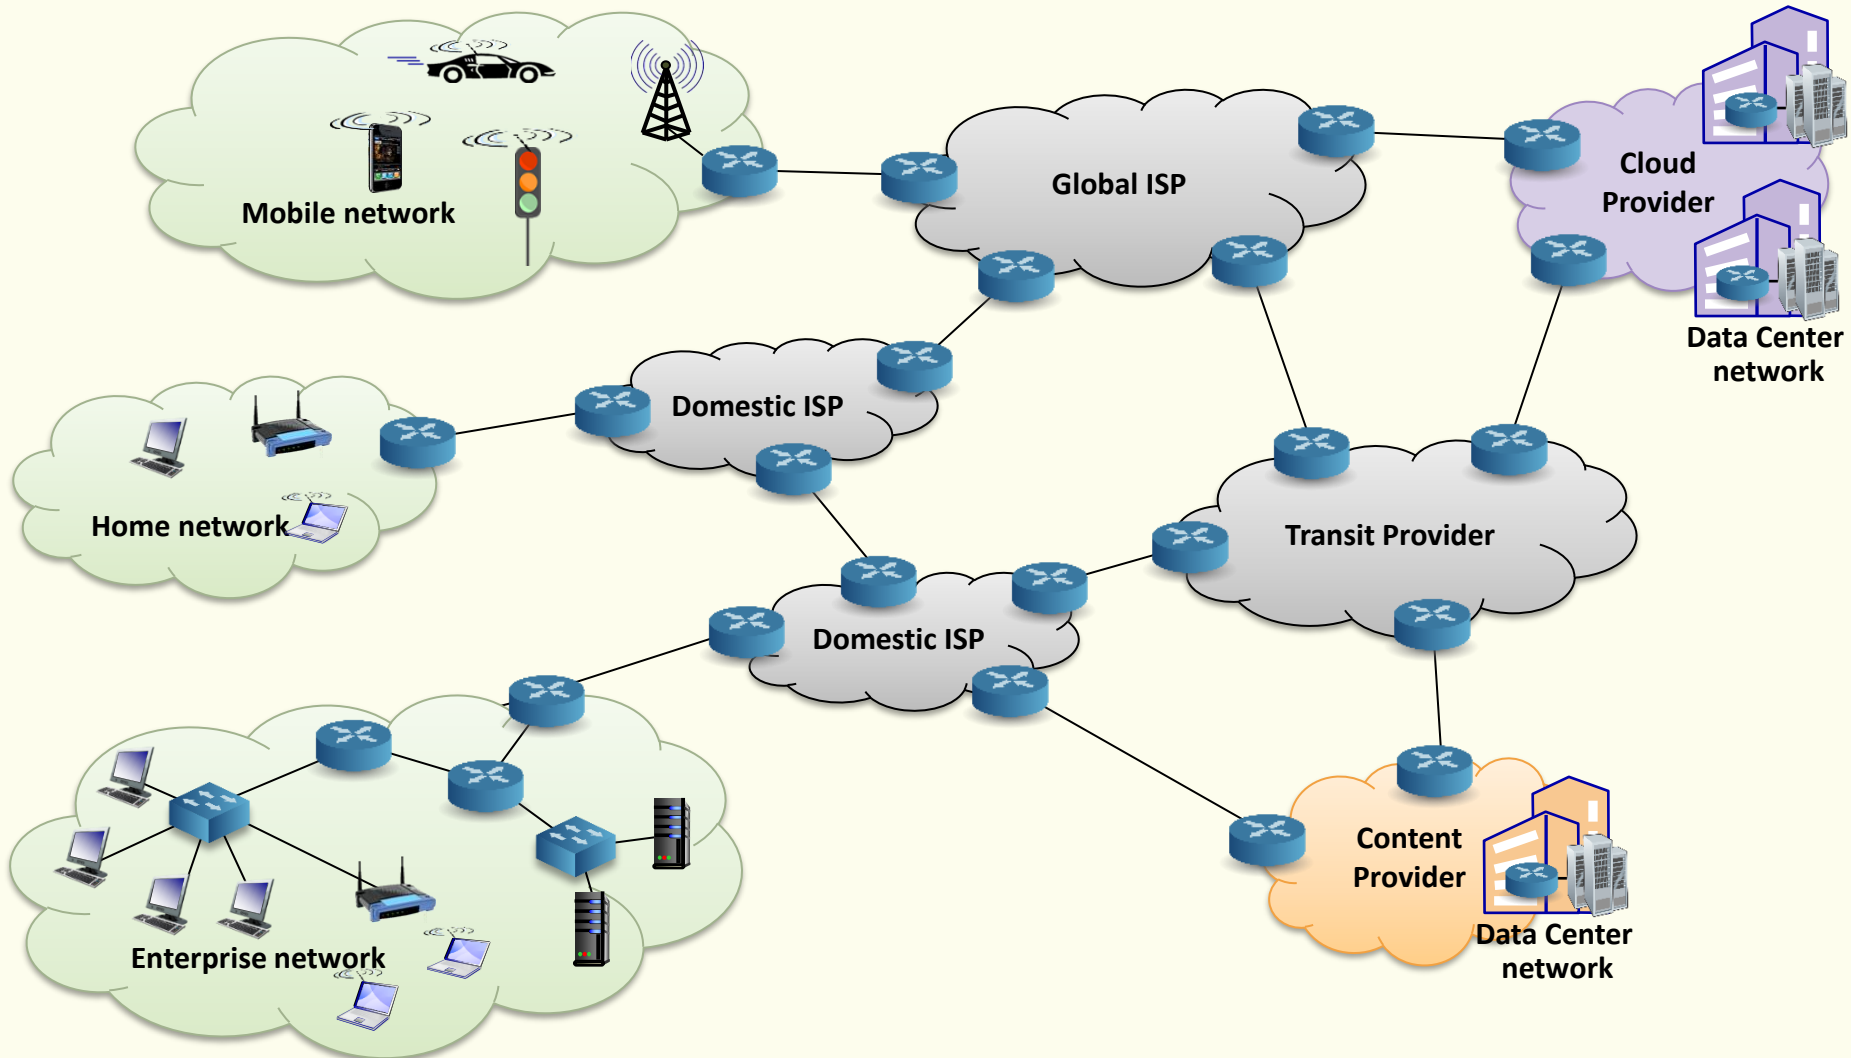 Mobile network
Global ISP
Cloud
Provider
Data Center
network
Domestic ISP
Home network
Transit Provider
Domestic ISP
Content
Provider
Data Center
network
Enterprise network